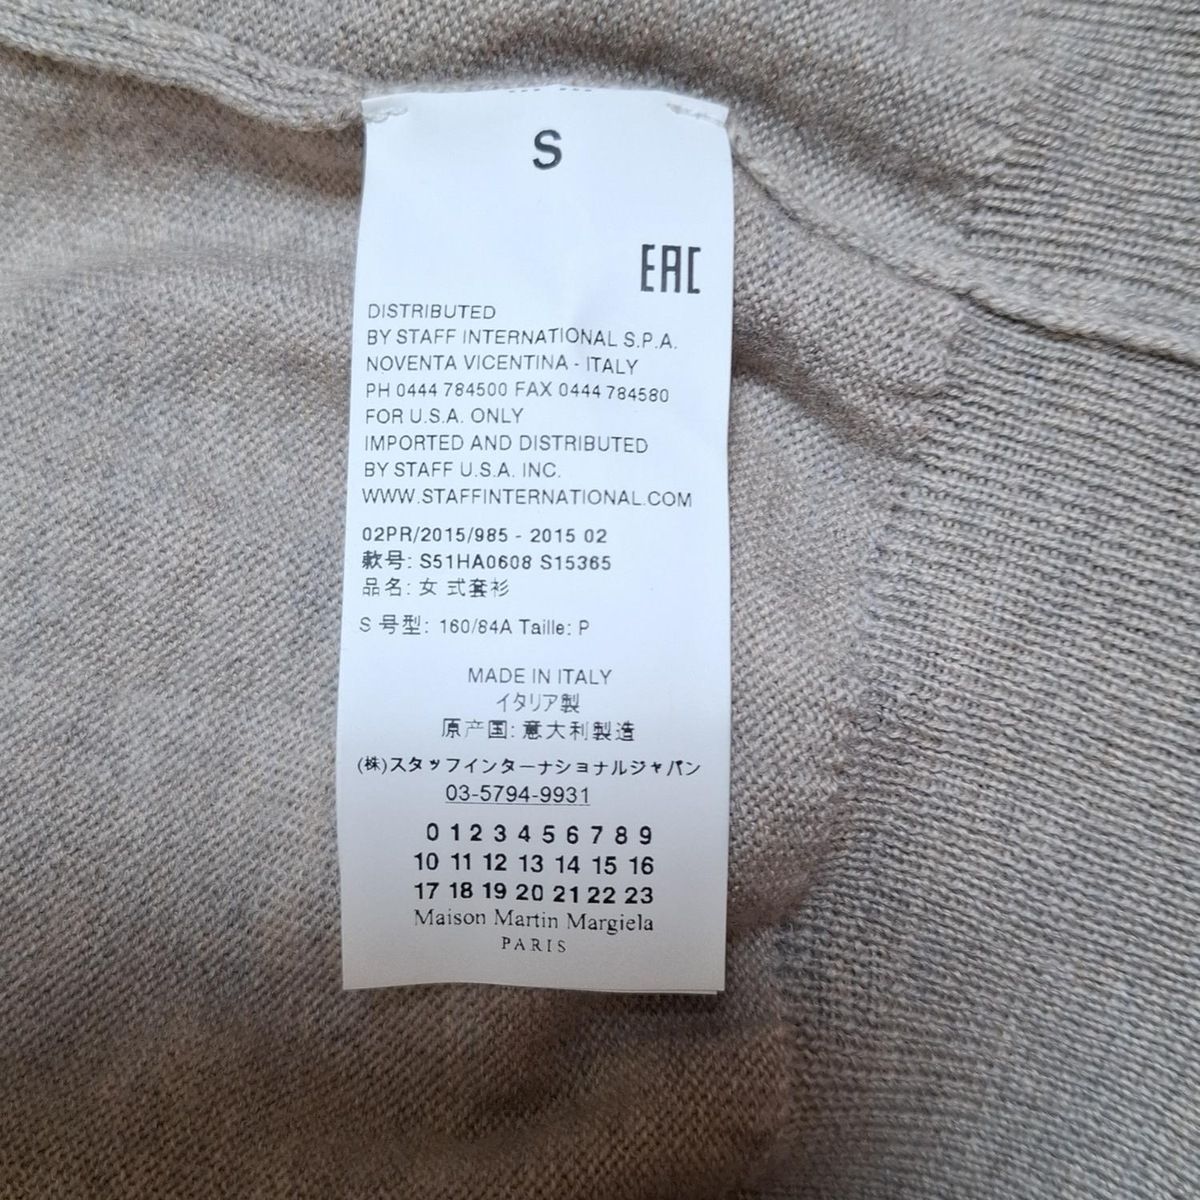 S
EAC
DISTRIBUTED
BY STAFF INTERNATIONAL S.P.A.
NOVENTA VICENTINA - ITALY
PH 0444 784500 FAX 0444 784580
FOR U.S.A. ONLY
IMPORTED AND DISTRIBUTED
BY STAFF U.S.A. INC.
WWW.STAFFINTERNATIONAL.COM
02PR/2015/985 - 2015 02
款号: S51HA0608 S15365
品名: 女 式套衫
S 号型: 160/84A Taille: P
MADE IN ITALY
イタリア製
原产国: 意大利製造
(株)スタッフインターナショナルジャパン
03-5794-9931
0 1 2 3 4 5 6 7 8 9
10 11 12 13 14 15 16
17 18 19 20 21 22 23
Maison Martin Margiela
PARIS